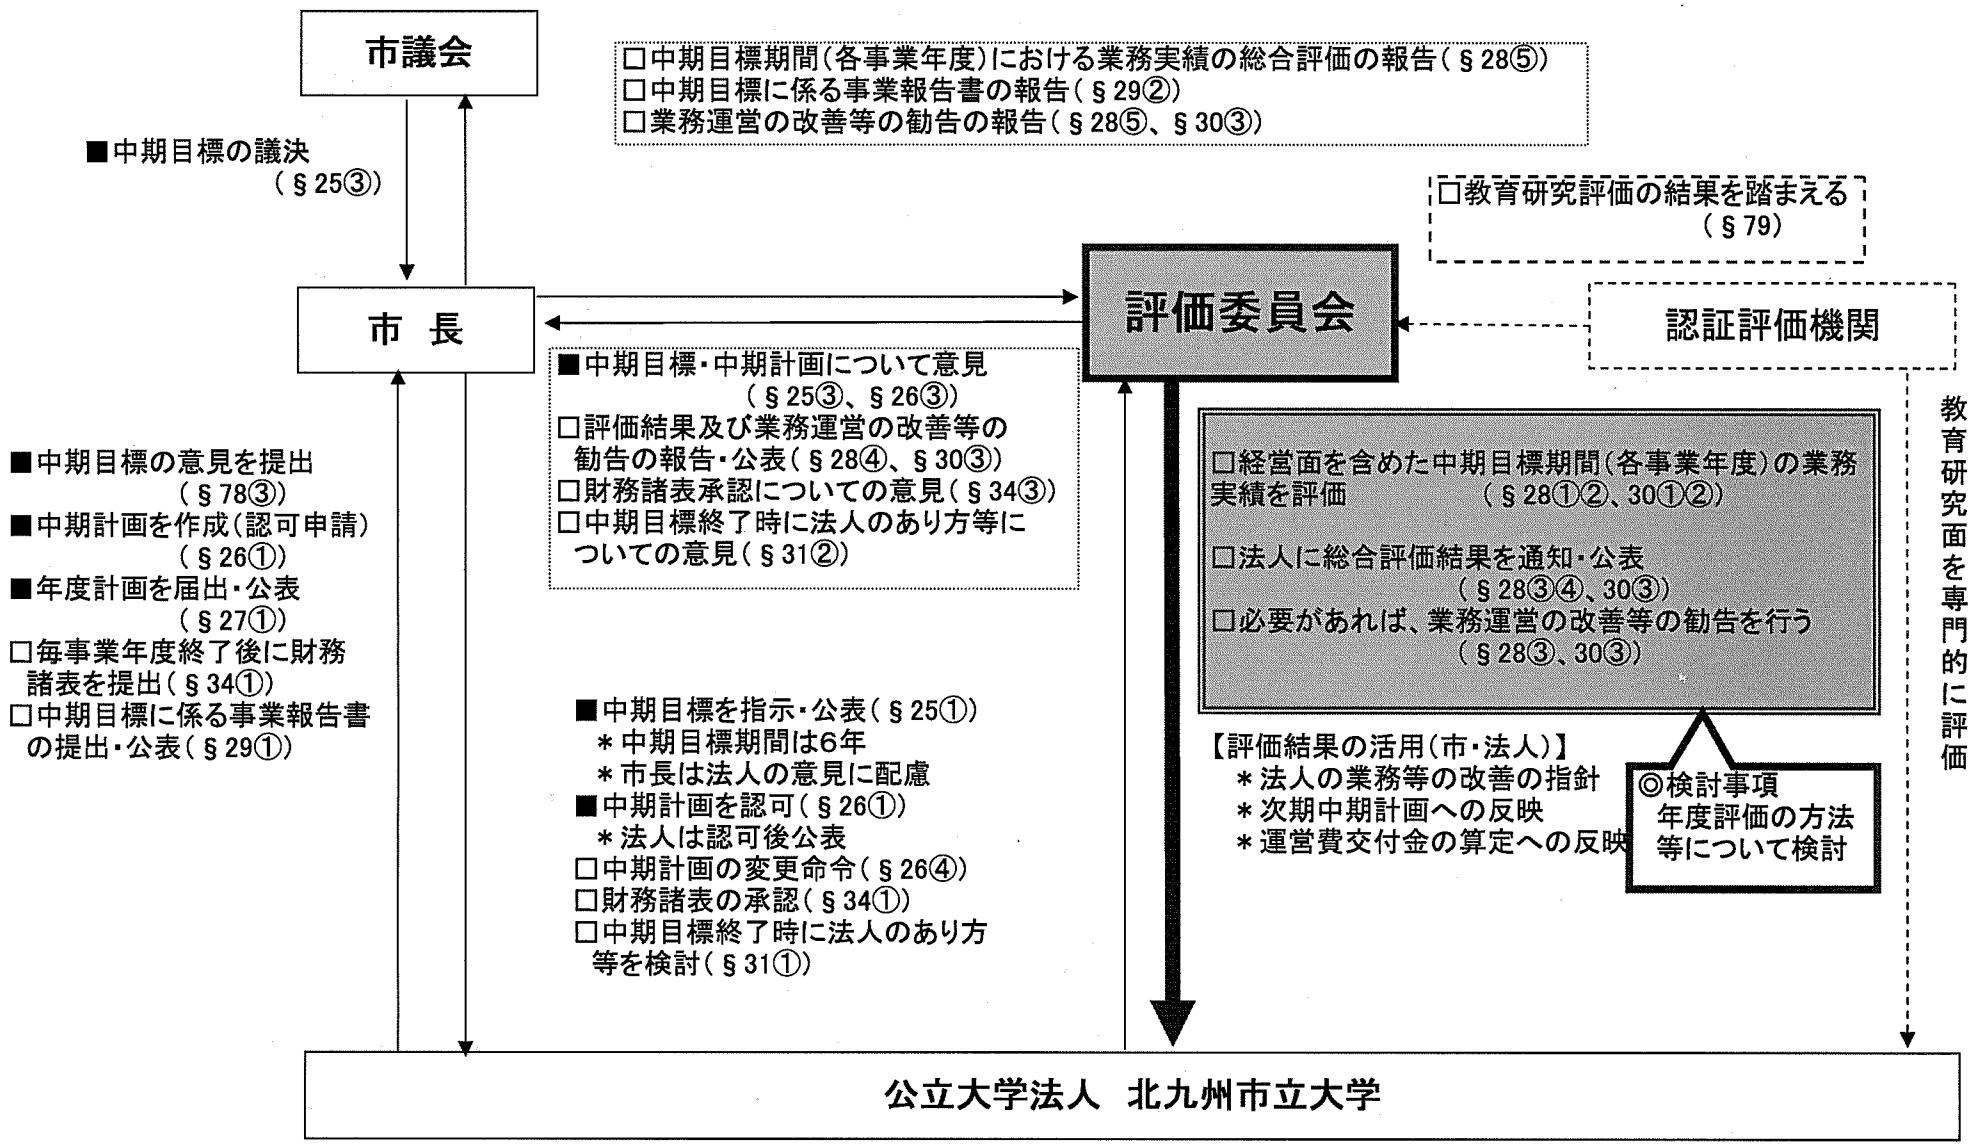 市議会
□中期目標期間(各事業年度)における業務実績の総合評価の報告(§28⑤)
□中期目標に係る事業報告書の報告(§29②)
□業務運営の改善等の勧告の報告(§28⑤、§30③)
■中期目標の議決
(§25③)
□教育研究評価の結果を踏まえる
(§79)
市 長
評価委員会
認証評価機関
■中期目標・中期計画について意見
(§25③、§26③)
□評価結果及び業務運営の改善等の
勧告の報告・公表(§28④、§30③)
□財務諸表承認についての意見(§34③)
□中期目標終了時に法人のあり方等に
ついての意見(§31②)
■中期目標の意見を提出
(§78③)
■中期計画を作成(認可申請)
(§26①)
■年度計画を届出・公表
(§27①)
□毎事業年度終了後に財務
諸表を提出(§34①)
□中期目標に係る事業報告書
の提出・公表(§29①)
□経営面を含めた中期目標期間(各事業年度)の業務
実績を評価 (§28①②、30①②)
□法人に総合評価結果を通知・公表
(§28③④、30③)
□必要があれば、業務運営の改善等の勧告を行う
(§28③、30③)
教育研究面を専門的に評価
■中期目標を指示・公表(§25①)
＊中期目標期間は6年
＊市長は法人の意見に配慮
■中期計画を認可(§26①)
＊法人は認可後公表
□中期計画の変更命令(§26④)
□財務諸表の承認(§34①)
□中期目標終了時に法人のあり方
等を検討(§31①)
【評価結果の活用(市・法人)】
＊法人の業務等の改善の指針
＊次期中期計画への反映
＊運営費交付金の算定への反映
◎検討事項
年度評価の方法
等について検討
公立大学法人 北九州市立大学